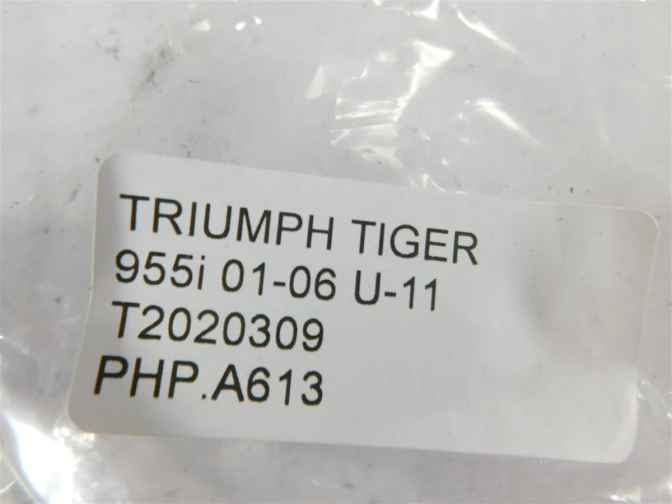 TRIUMPH TIGER
955i 01-06 U-11
T2020309
PHP.A613